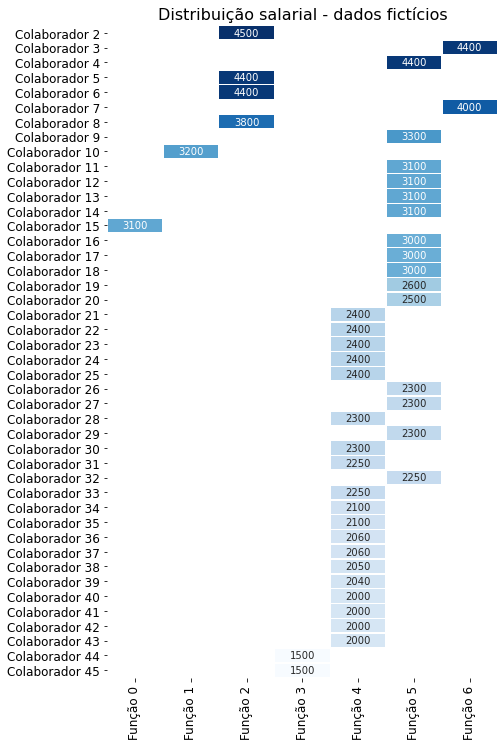 Distribuição salarial - dados fictícios
Colaborador 2 4500
Colaborador 3 4400
Colaborador 4 4400
Colaborador 5 4400
Colaborador 6 4400
Colaborador 7 4000
Colaborador 8 3800
Colaborador 9 3300
Colaborador 10 3200
Colaborador 11 3100
Colaborador 12 3100
Colaborador 13 3100
Colaborador 14 3100
Colaborador 15 3100
Colaborador 16 3000
Colaborador 17 3000
Colaborador 18 3000
Colaborador 19 2600
Colaborador 20 2500
Colaborador 21 2400
Colaborador 22 2400
Colaborador 23 2400
Colaborador 24 2400
Colaborador 25 2400
Colaborador 26 2300
Colaborador 27 2300
Colaborador 28 2300
Colaborador 29 2300
Colaborador 30 2300
Colaborador 31 2250
Colaborador 32 2250
Colaborador 33 2250
Colaborador 34 2100
Colaborador 35 2100
Colaborador 36 2060
Colaborador 37 2060
Colaborador 38 2050
Colaborador 39 2040
Colaborador 40 2000
Colaborador 41 2000
Colaborador 42 2000
Colaborador 43 2000
Colaborador 44 1500
Colaborador 45 1500
Função 0
Função 1
Função 2
Função 3
Função 4
Função 5
Função 6